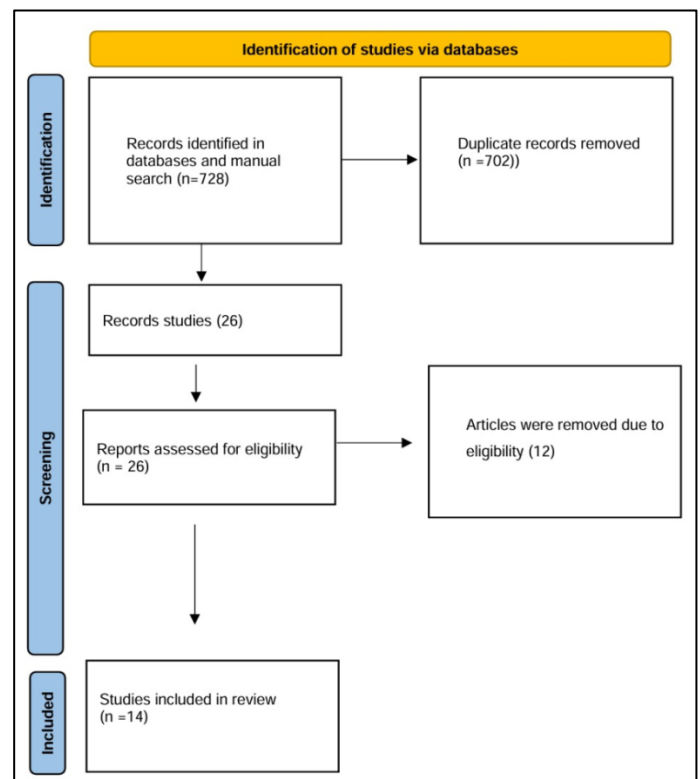 Identification of studies via databases
Identification
Records identified in
databases and manual
search (n=728)
Duplicate records removed
(n =702))
Screening
Records studies (26)
Reports assessed for eligibility
(n = 26)
Articles were removed due to
eligibility (12)
Included
Studies included in review
(n =14)